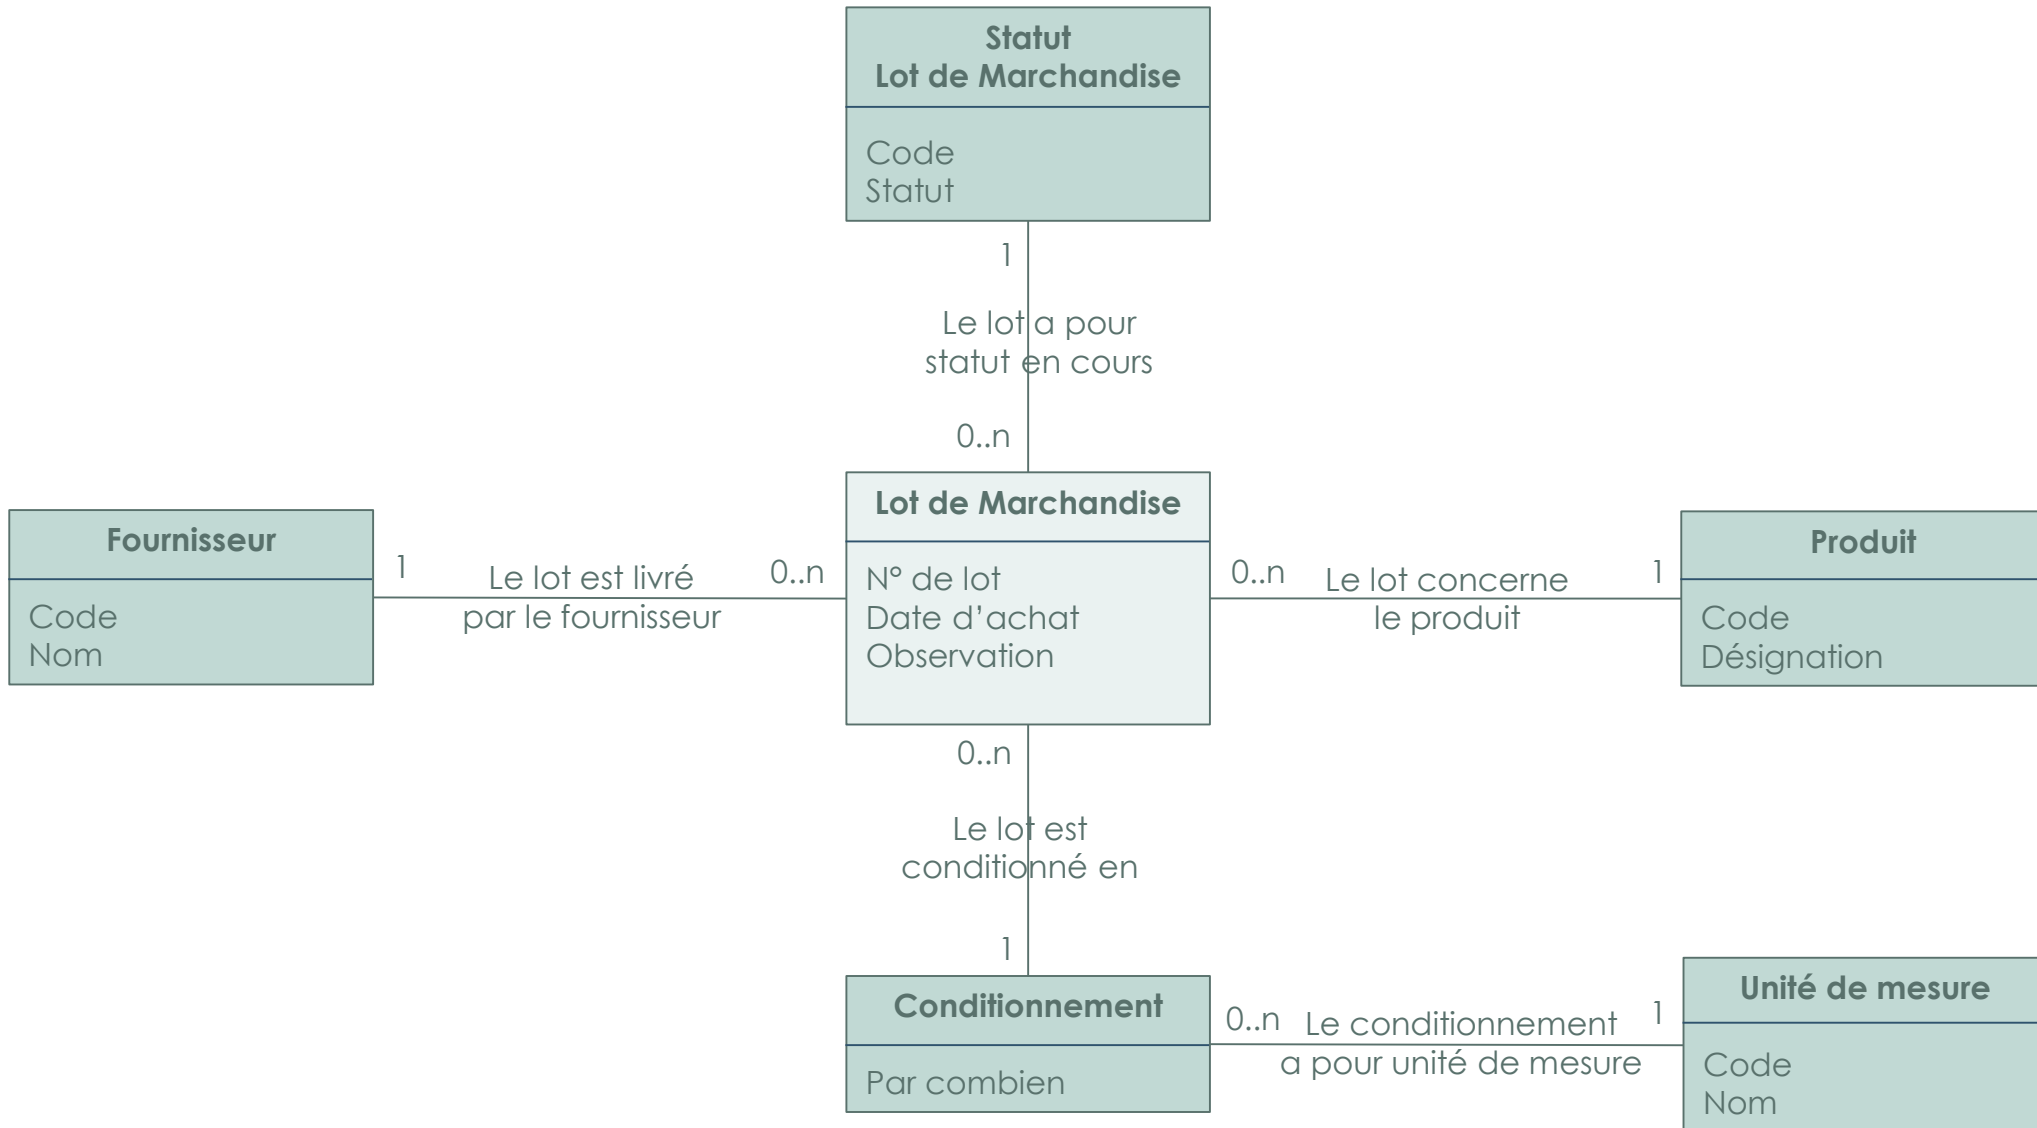 Statut
Lot de Marchandise
Code
Statut
1
Le lot a pour
statut en cours
0..n
Fournisseur
Code
Nom
1
Le lot est livré
par le fournisseur
0..n
Lot de Marchandise
N° de lot
Date d’achat
Observation
0..n
Le lot concerne
le produit
1
Produit
Code
Désignation
0..n
Le lot est
conditionné en
1
Conditionnement
Par combien
0..n
Le conditionnement
a pour unité de mesure
1
Unité de mesure
Code
Nom